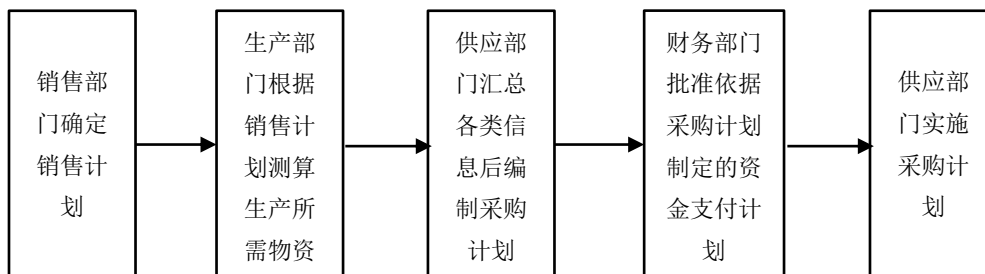 销售部
门确定
销售计
划
生产部
门根据
销售计
划测算
生产所
需物资
供应部
门汇总
各类信
息后编
制采购
计划
财务部门
批准依据
采购计划
制定的资
金支付计
划
供应部
门实施
采购计
划